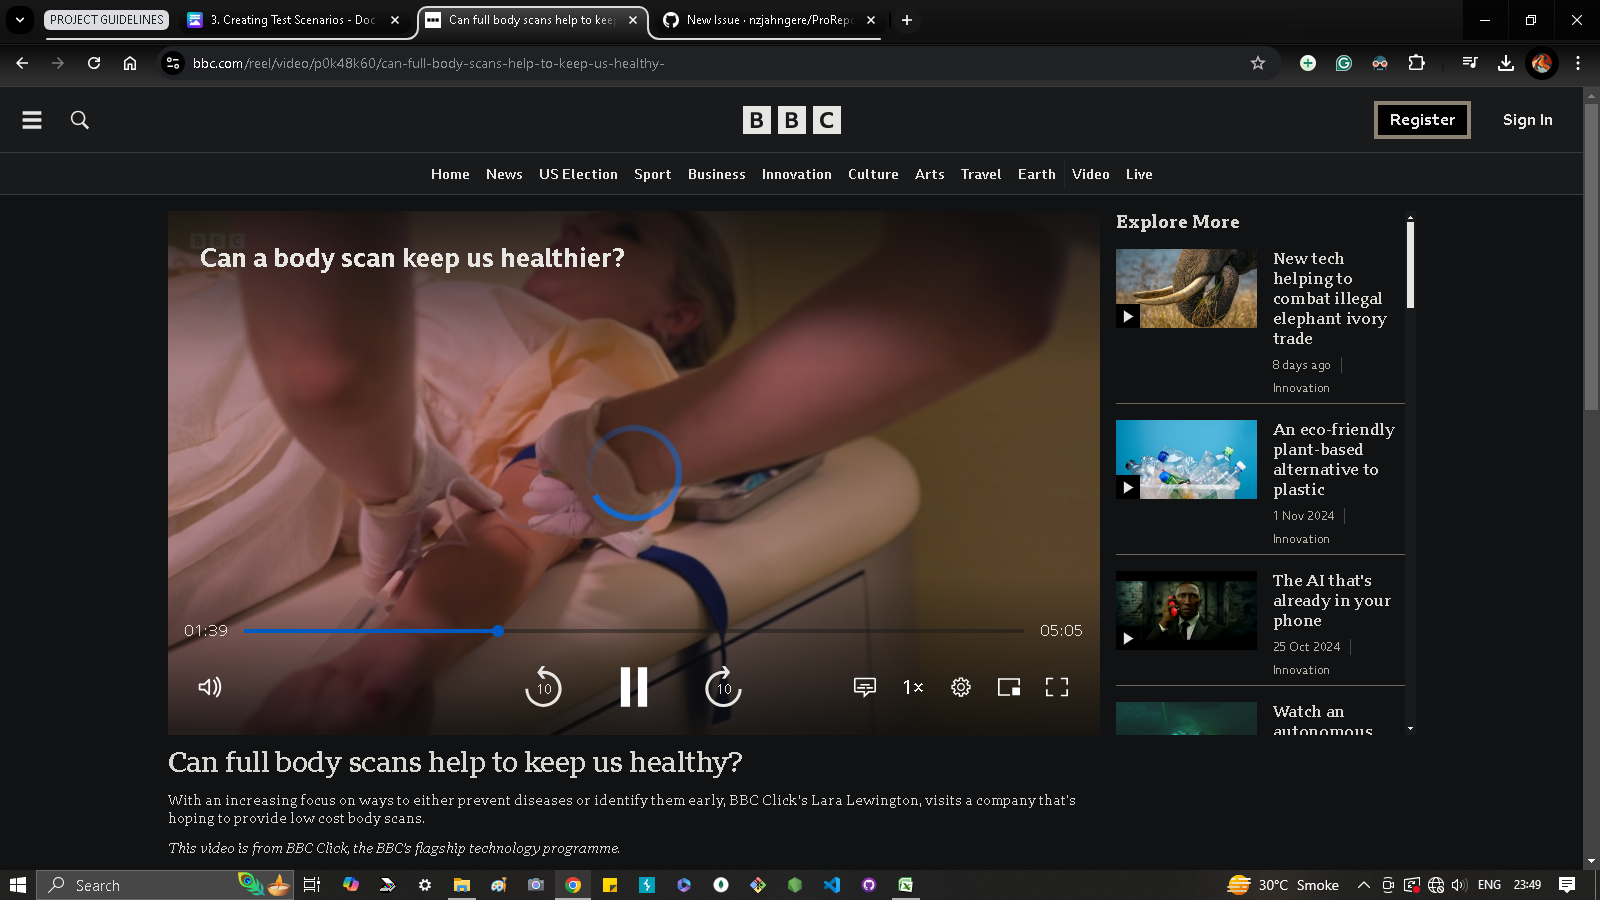 PROJECT GUIDELINES
3. Creating Test Scenarios - Doc
Can full body scans help to kee
New Issue · nzjahngere/ProRepo
bbc.com/reel/video/p0k48k60/can-full-body-scans-help-to-keep-us-healthy-
BBC
Register
Sign In
Home News US Election Sport Business Innovation Culture Arts Travel Earth Video Live
BBC
Can a body scan keep us healthier?
01:39
05:05
10
10
1×
Explore More
New tech
helping to
combat illegal
elephant ivory
trade
8 days ago
Innovation
An eco-friendly
plant-based
alternative to
plastic
1 Nov 2024
Innovation
The AI that's
already in your
phone
25 Oct 2024
Innovation
Watch an
autonomous
Can full body scans help to keep us healthy?
With an increasing focus on ways to either prevent diseases or identify them early, BBC Click's Lara Lewington, visits a company that's
hoping to provide low cost body scans.
This video is from BBC Click, the BBC's flagship technology programme.
Search
30°C Smoke
ENG
23:49